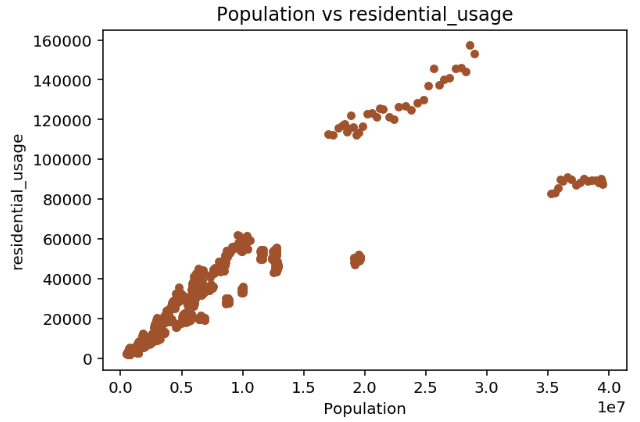 Population vs residential_usage
160000
140000
120000
100000
80000
60000
40000
20000
0
residential_usage
0.0 0.5 1.0 1.5 2.0 2.5 3.0 3.5 4.0
1e7
Population